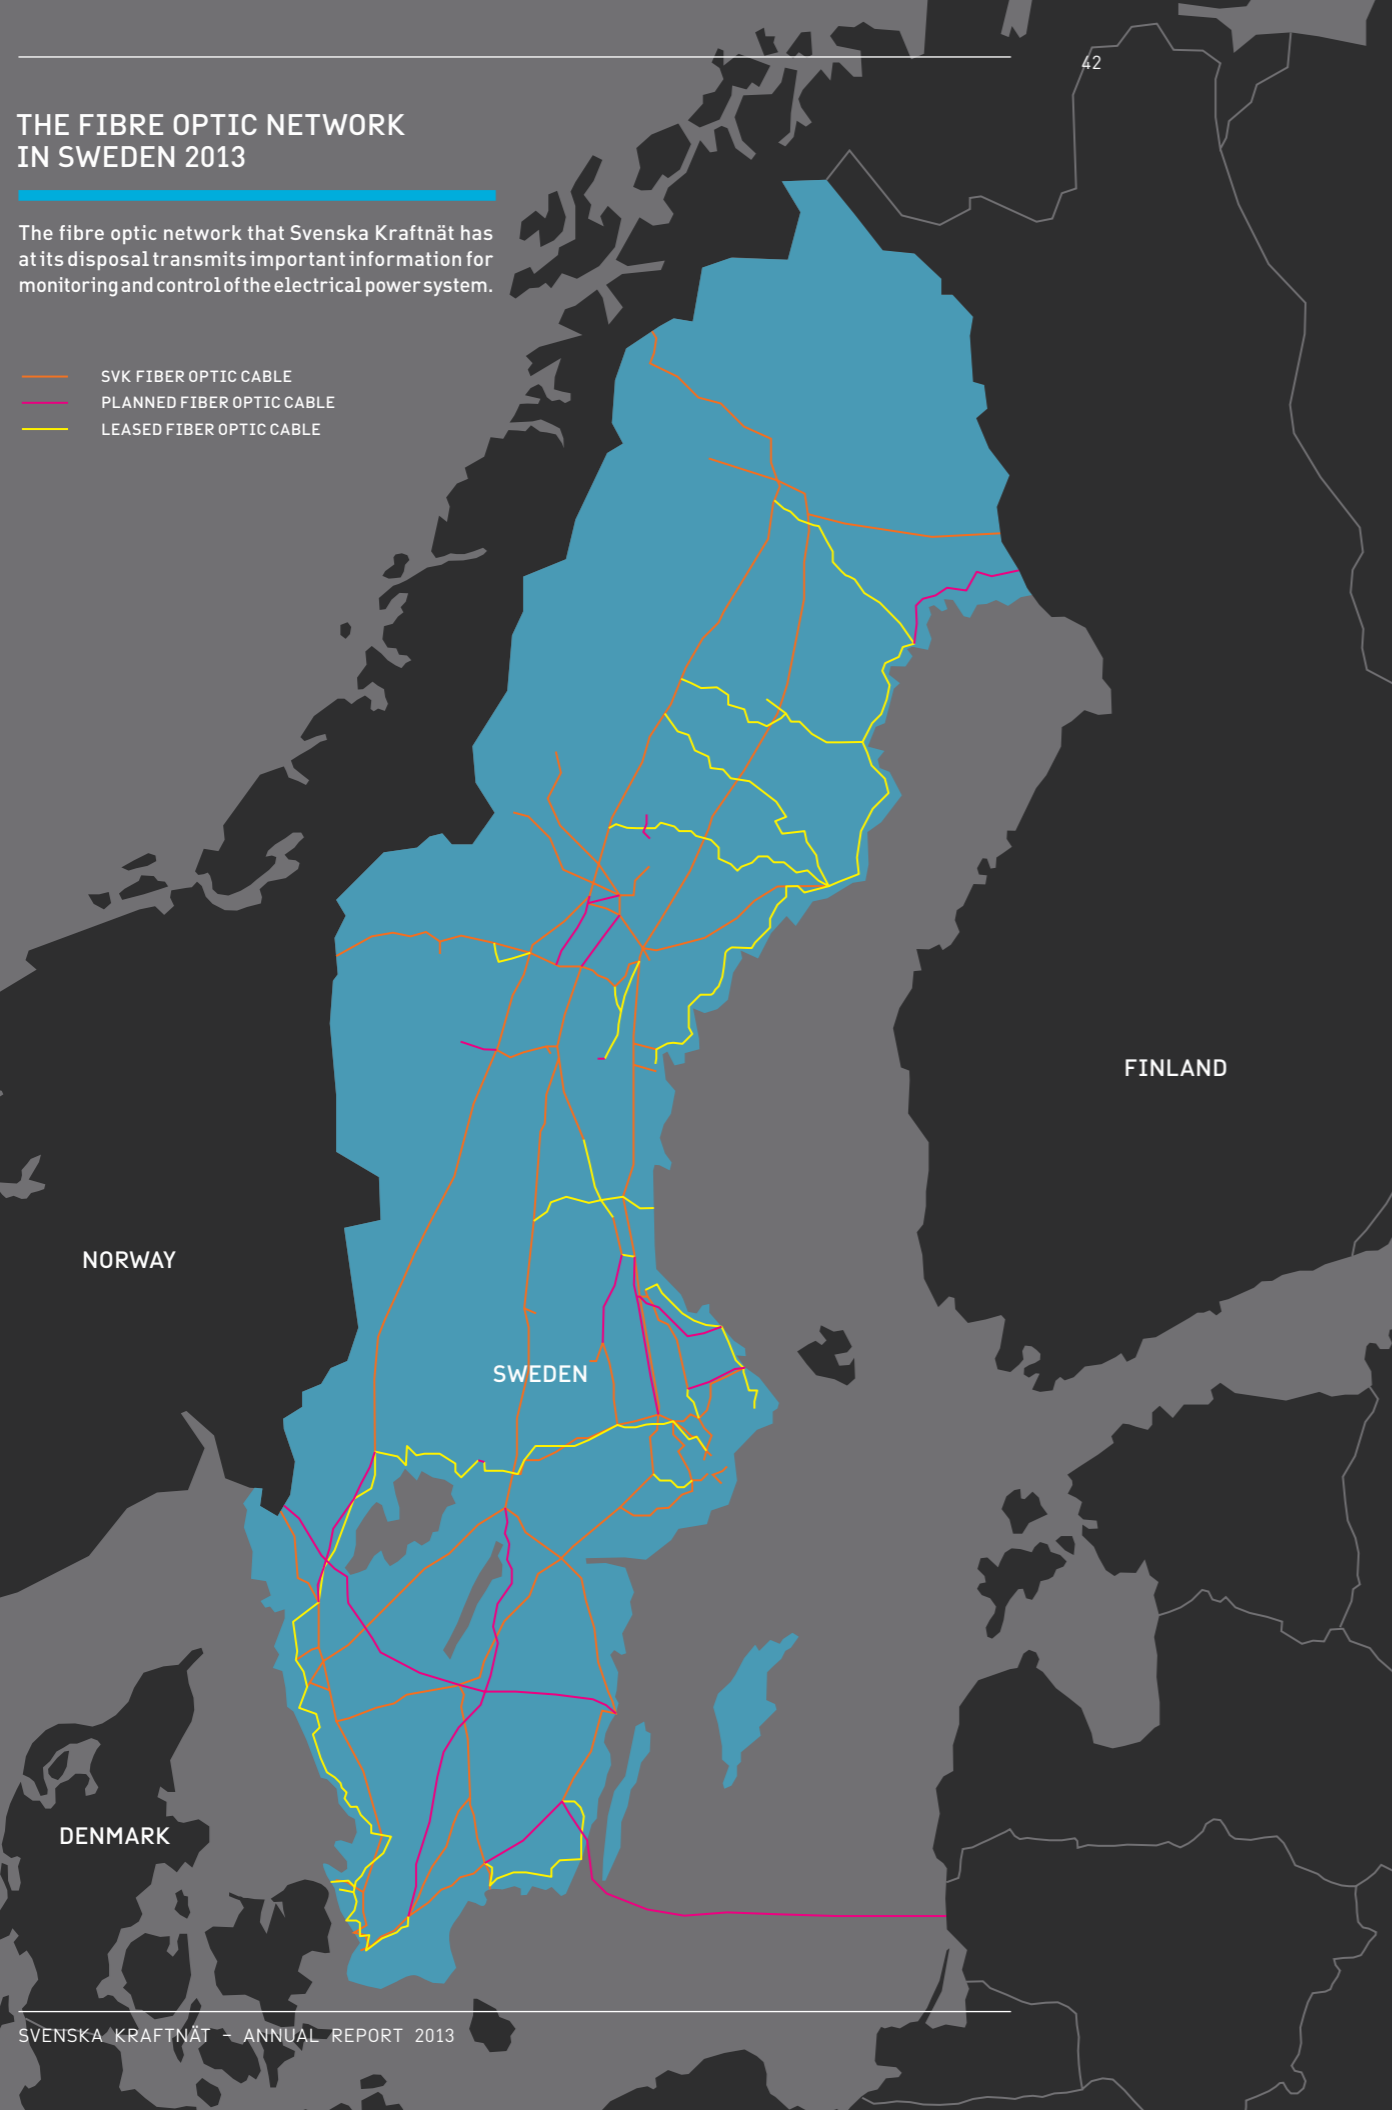 42
THE FIBRE OPTIC NETWORK
IN SWEDEN 2013
The fibre optic network that Svenska Kraftnät has
at its disposal transmits important information for
monitoring and control of the electrical power system.
SVK FIBER OPTIC CABLE
PLANNED FIBER OPTIC CABLE
LEASED FIBER OPTIC CABLE
FINLAND
NORWAY
SWEDEN
DENMARK
SVENSKA KRAFTNÄT – ANNUAL REPORT 2013